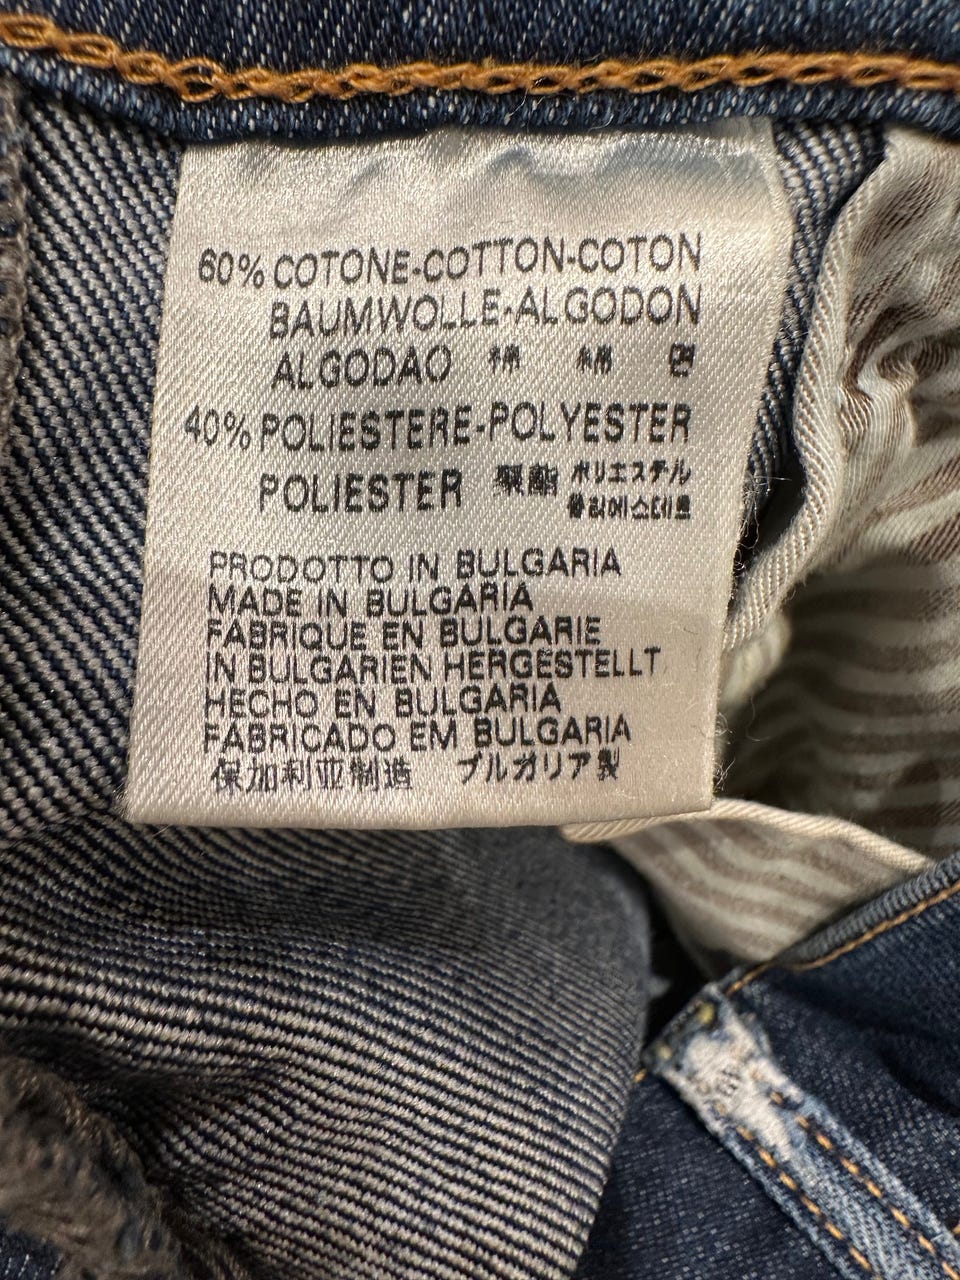 60% COTONE-COTTON-COTON
BAUMWOLLE-ALGODON
ALGODAO 棉 綿 면
40% POLIESTERE-POLYESTER
POLIESTER 聚酯 ポリエステル
폴리에스테르
PRODOTTO IN BULGARIA
MADE IN BULGARIA
FABRIQUE EN BULGARIE
IN BULGARIEN HERGESTELLT
HECHO EN BULGARIA
FABRICADO EM BULGARIA
保加利亚制造 ブルガリア製